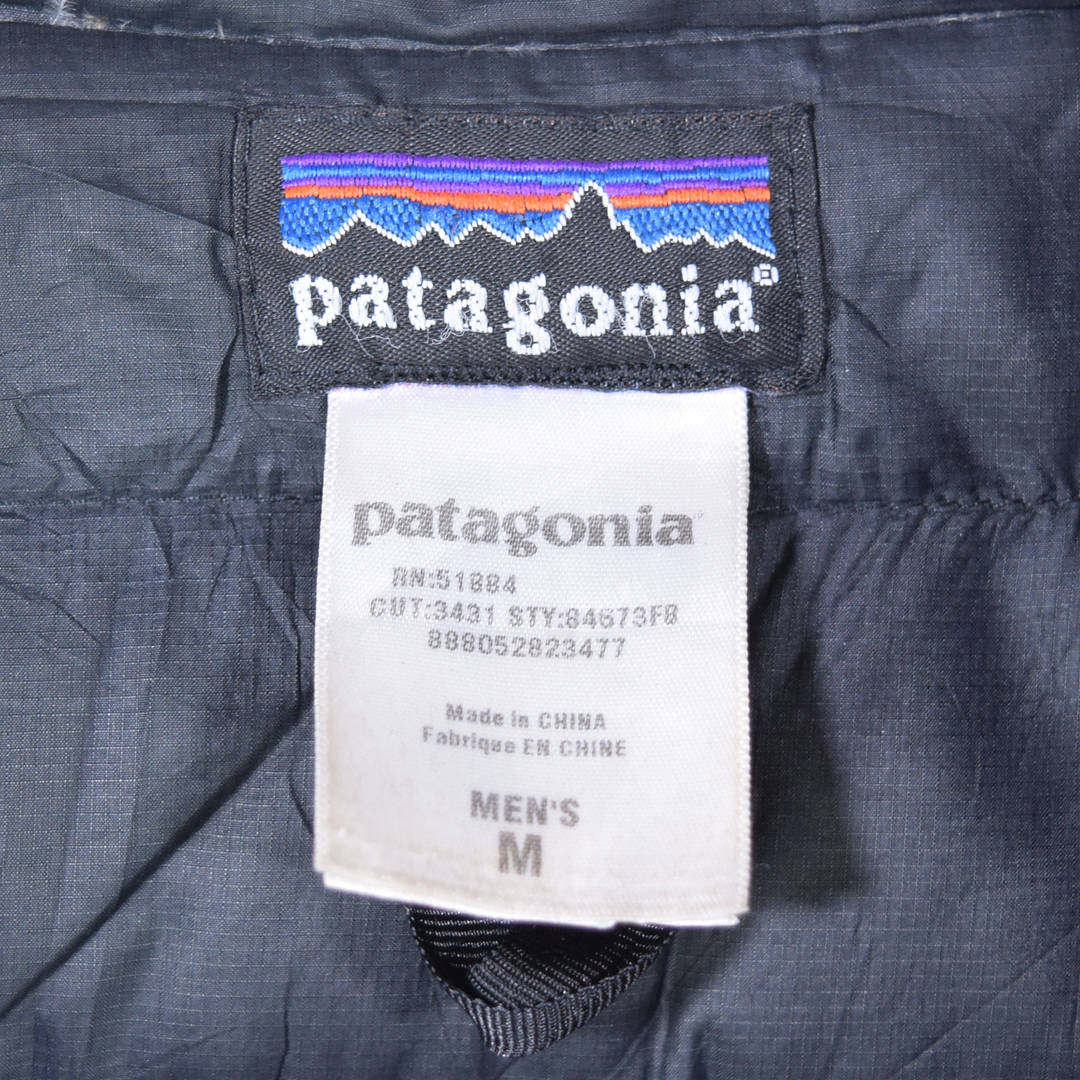 patagonia®
patagonia
RN:51884
CUT:3431 STY:84673F8
888052823477
Made in CHINA
Fabrique EN CHINE
MEN'S
M